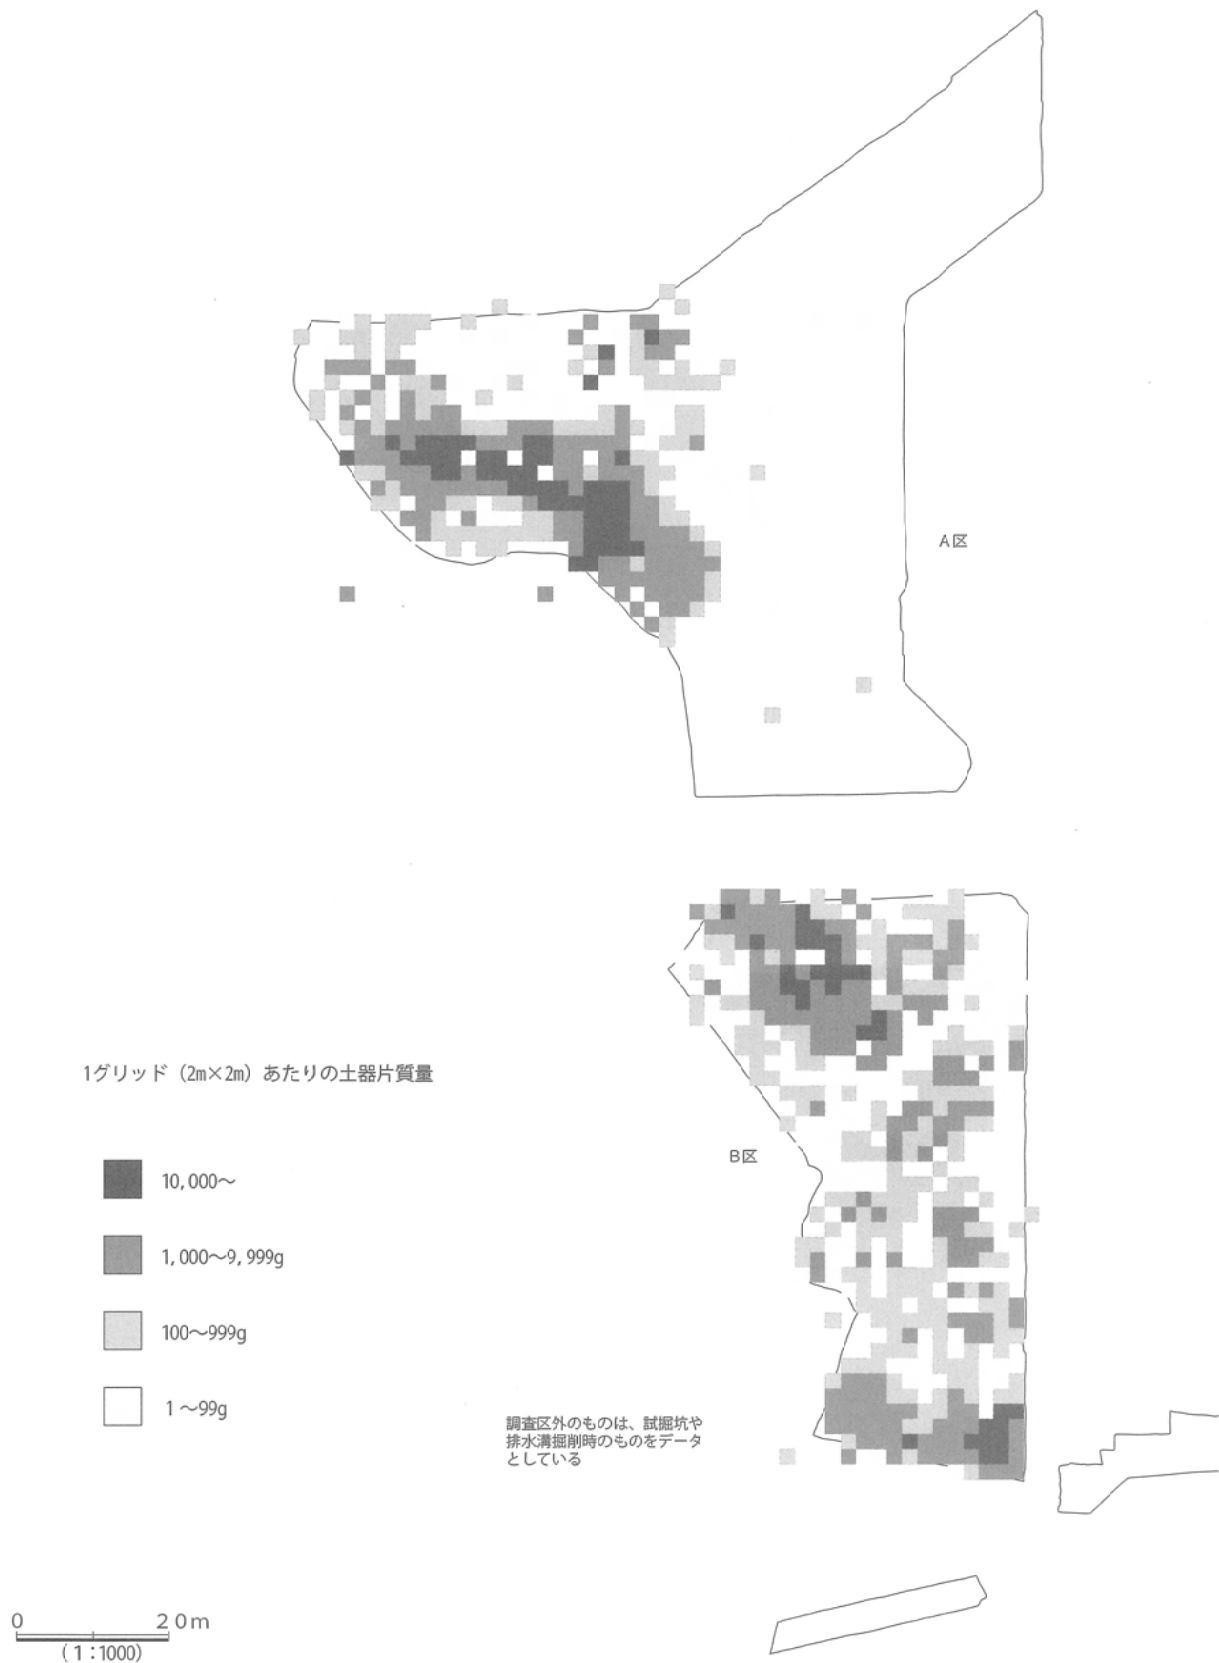 A区
1グリッド（2m×2m）あたりの土器片質量
B区
10,000～
1,000～9,999g
100～999g
1～99g
調査区外のものは、試掘坑や
排水溝掘削時のものをデータ
としている
0 20m
(1:1000)